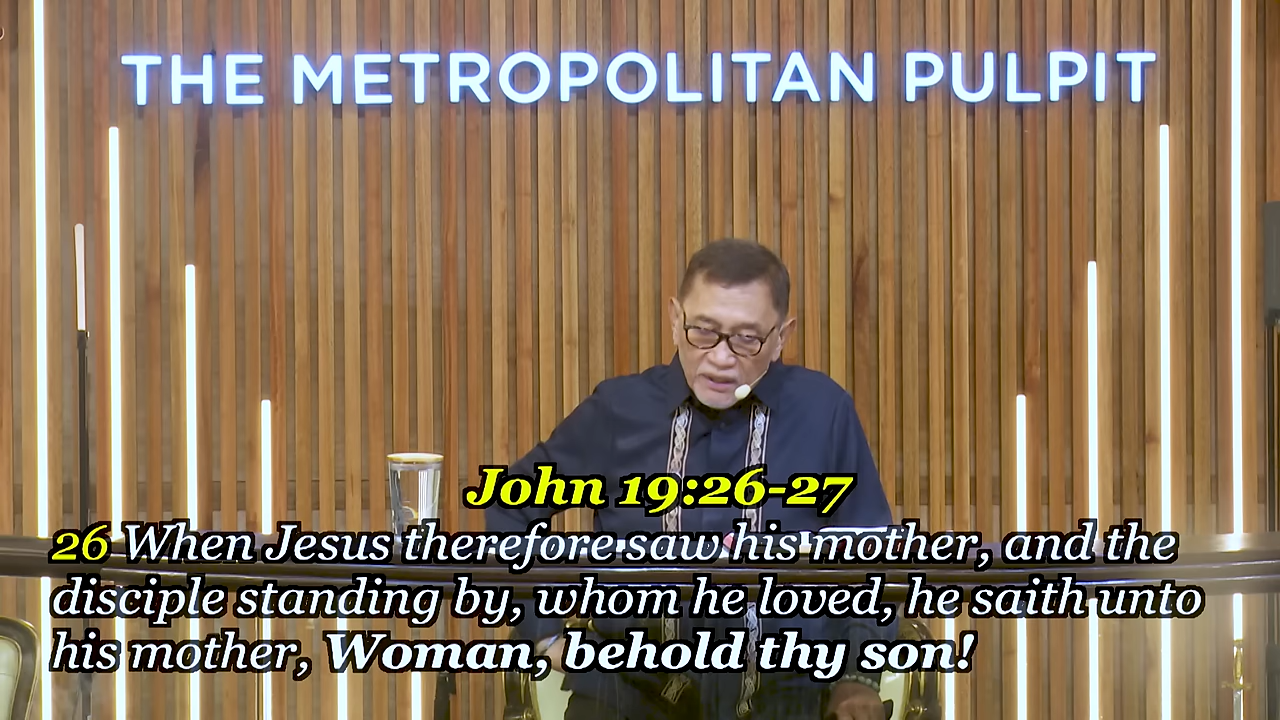 THE METROPOLITAN PULPIT
John 19:26-27
26 When Jesus therefore saw his mother, and the
disciple standing by, whom he loved, he saith unto
his mother, Woman, behold thy son!